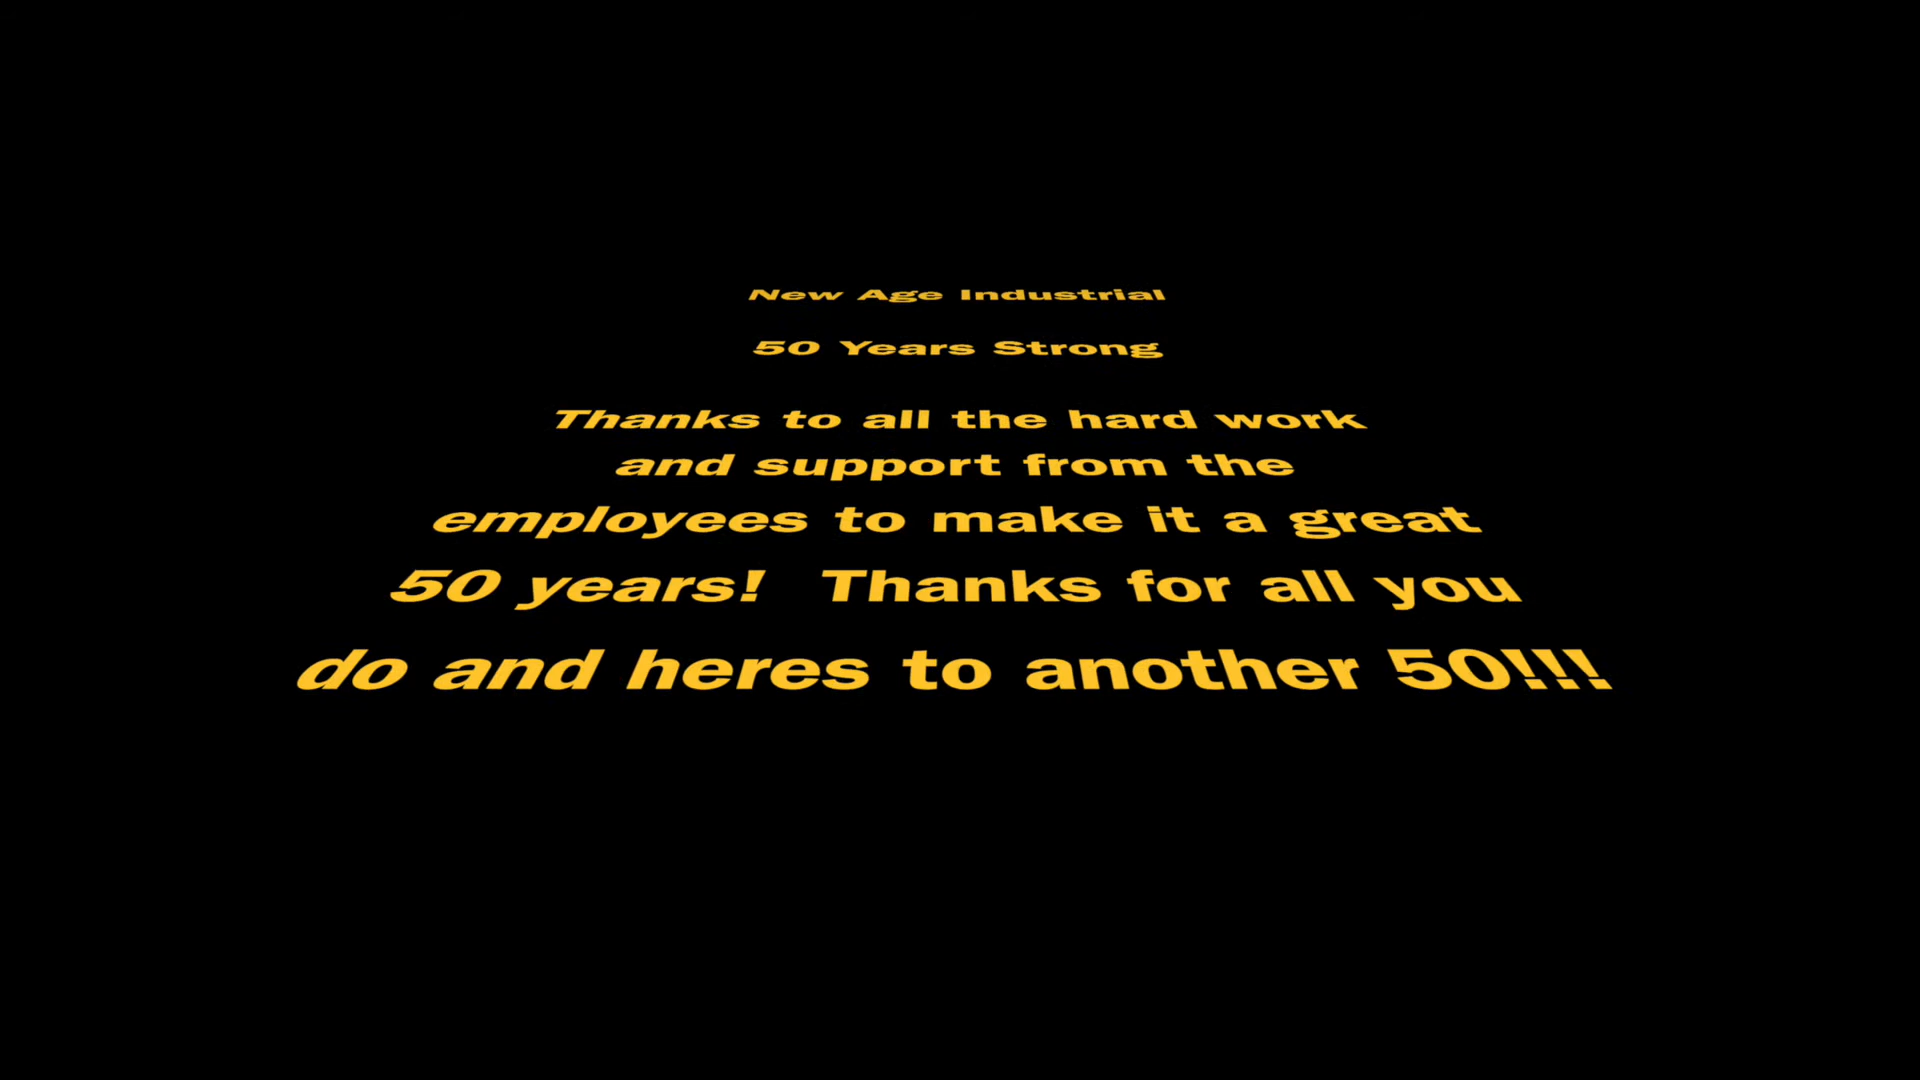 New Age Industrial
50 Years Strong
Thanks to all the hard work
and support from the
employees to make it a great
50 years!  Thanks for all you
do and heres to another 50!!!